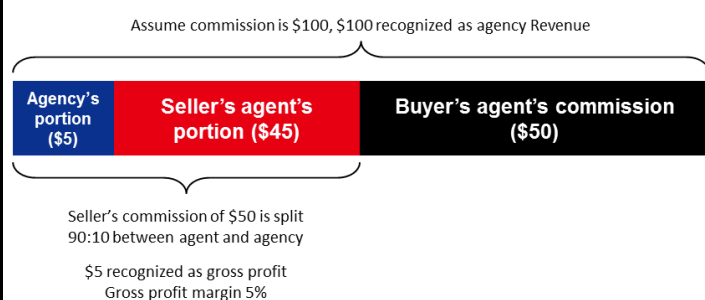 Assume commission is $100, $100 recognized as agency Revenue
Agency's
portion
($5)
Seller's agent's
portion ($45)
Buyer's agent's commission
($50)
Seller's commission of $50 is split
90:10 between agent and agency
$5 recognized as gross profit
Gross profit margin 5%